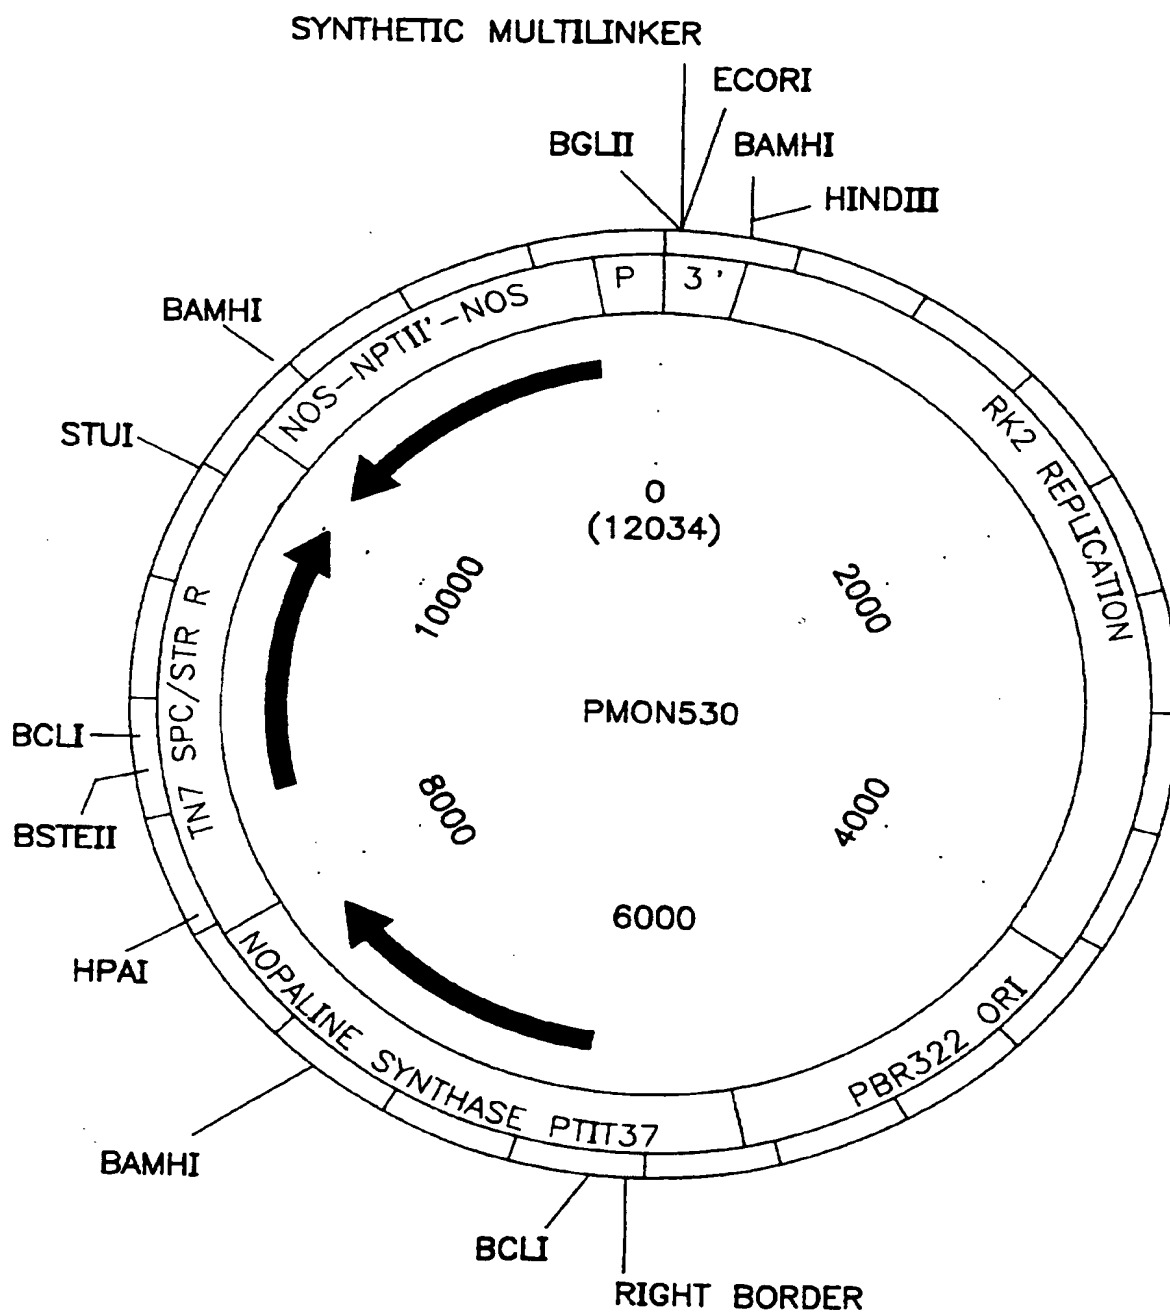 SYNTHETIC MULTILINKER
ECORI
BGLII
BAMHI
HINDIII
P
3'
BAMHI
NOS-NPTII'-NOS
STUI
RK2 REPLICATION
0
(12034)
10000
2000
TN7 SPC/STR R
PMON530
BCLI
BSTEII
8000
4000
6000
HPAI
NOPALINE SYNTHASE PTIT37
PBR322 ORI
BAMHI
BCLI
RIGHT BORDER